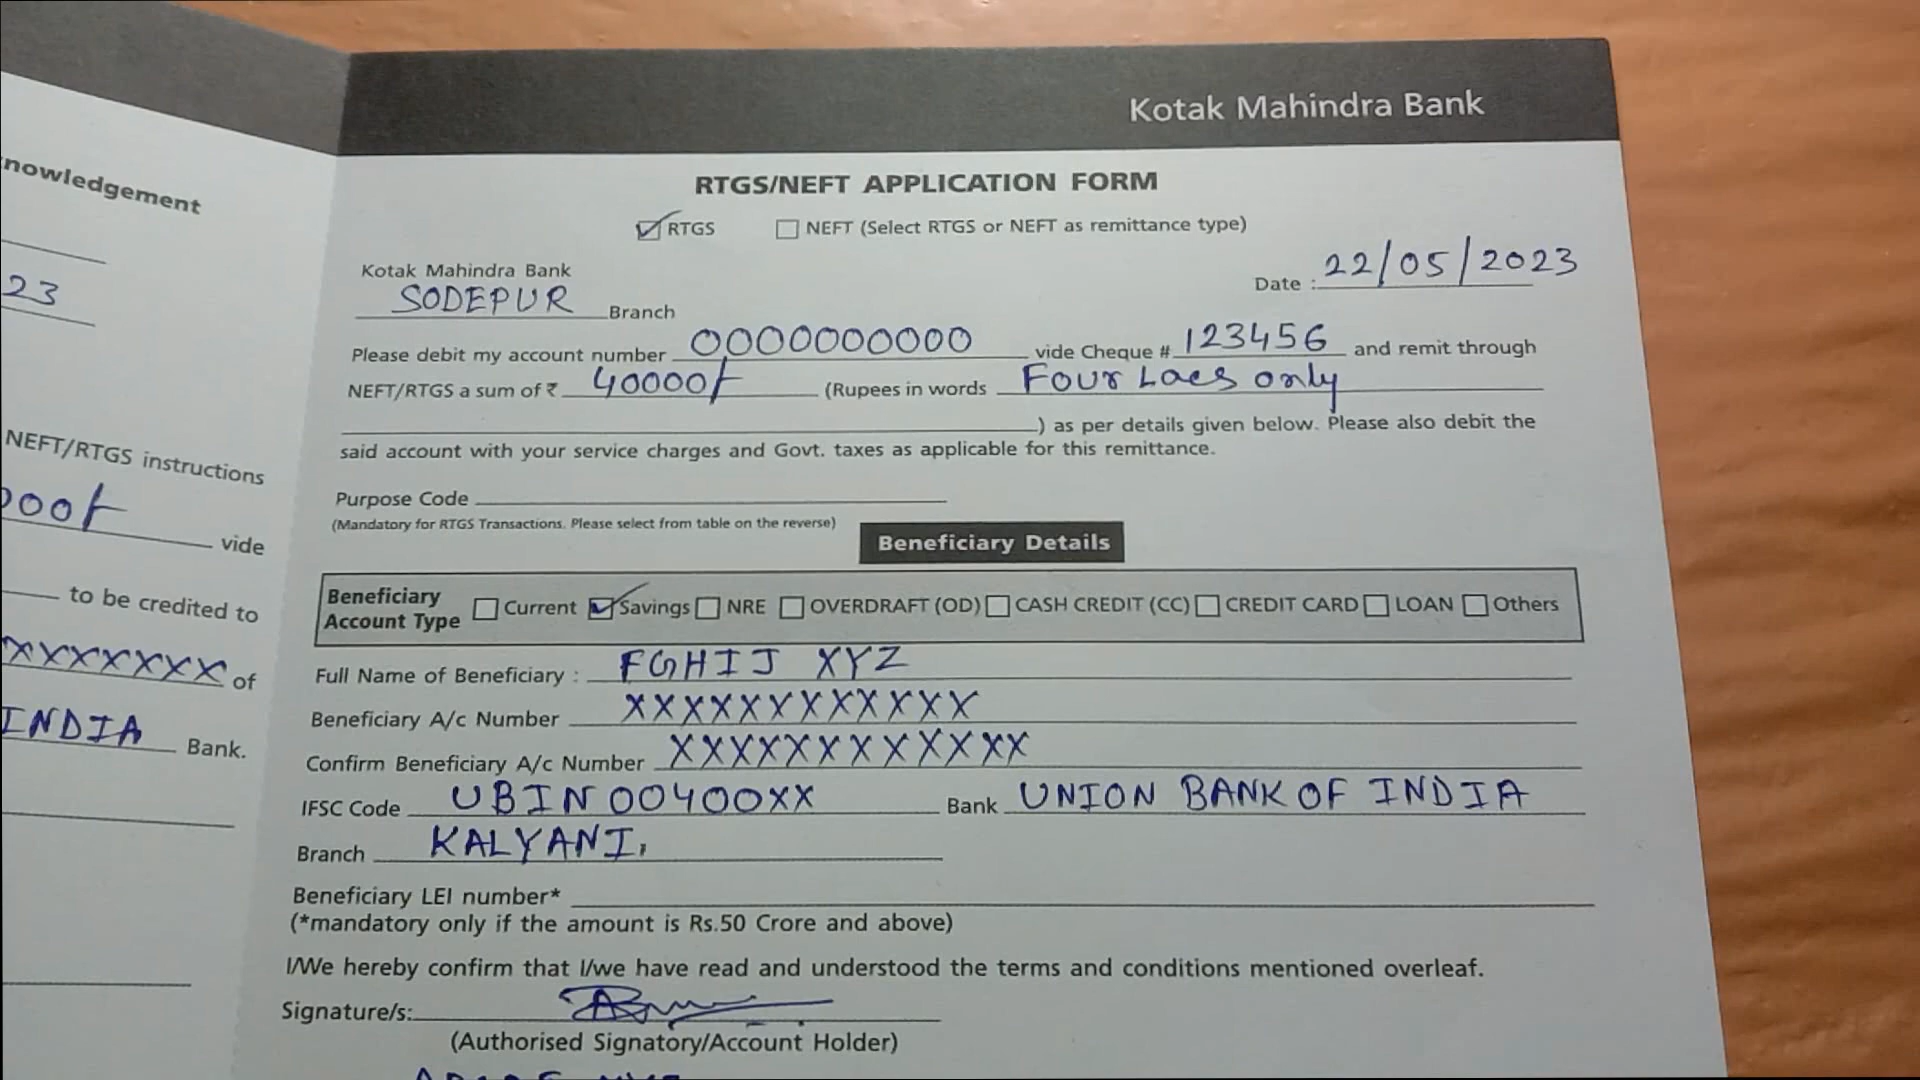 Kotak Mahindra Bank
nowledgement
23
NEFT/RTGS instructions
000/-
vide
to be credited to
XXXXXXX of
INDIA Bank.
RTGS/NEFT APPLICATION FORM
RTGS NEFT (Select RTGS or NEFT as remittance type)
Kotak Mahindra Bank
Date : 22/05/2023
SODEPUR Branch
Please debit my account number 0000000000 vide Cheque # 123456 and remit through
NEFT/RTGS a sum of ₹ 40000/- (Rupees in words Four Lacs only
) as per details given below. Please also debit the
said account with your service charges and Govt. taxes as applicable for this remittance.
Purpose Code
(Mandatory for RTGS Transactions. Please select from table on the reverse)
Beneficiary Details
Beneficiary Account Type Current Savings NRE OVERDRAFT (OD) CASH CREDIT (CC) CREDIT CARD LOAN Others
Full Name of Beneficiary : FGHIJ XYZ
Beneficiary A/c Number XXXXXXXXXXXX
Confirm Beneficiary A/c Number XXXXXXXXXXXX
IFSC Code UBIN00400XX Bank UNION BANK OF INDIA
Branch KALYANI,
Beneficiary LEI number*
(*mandatory only if the amount is Rs.50 Crore and above)
I/We hereby confirm that I/we have read and understood the terms and conditions mentioned overleaf.
Signature/s:
(Authorised Signatory/Account Holder)